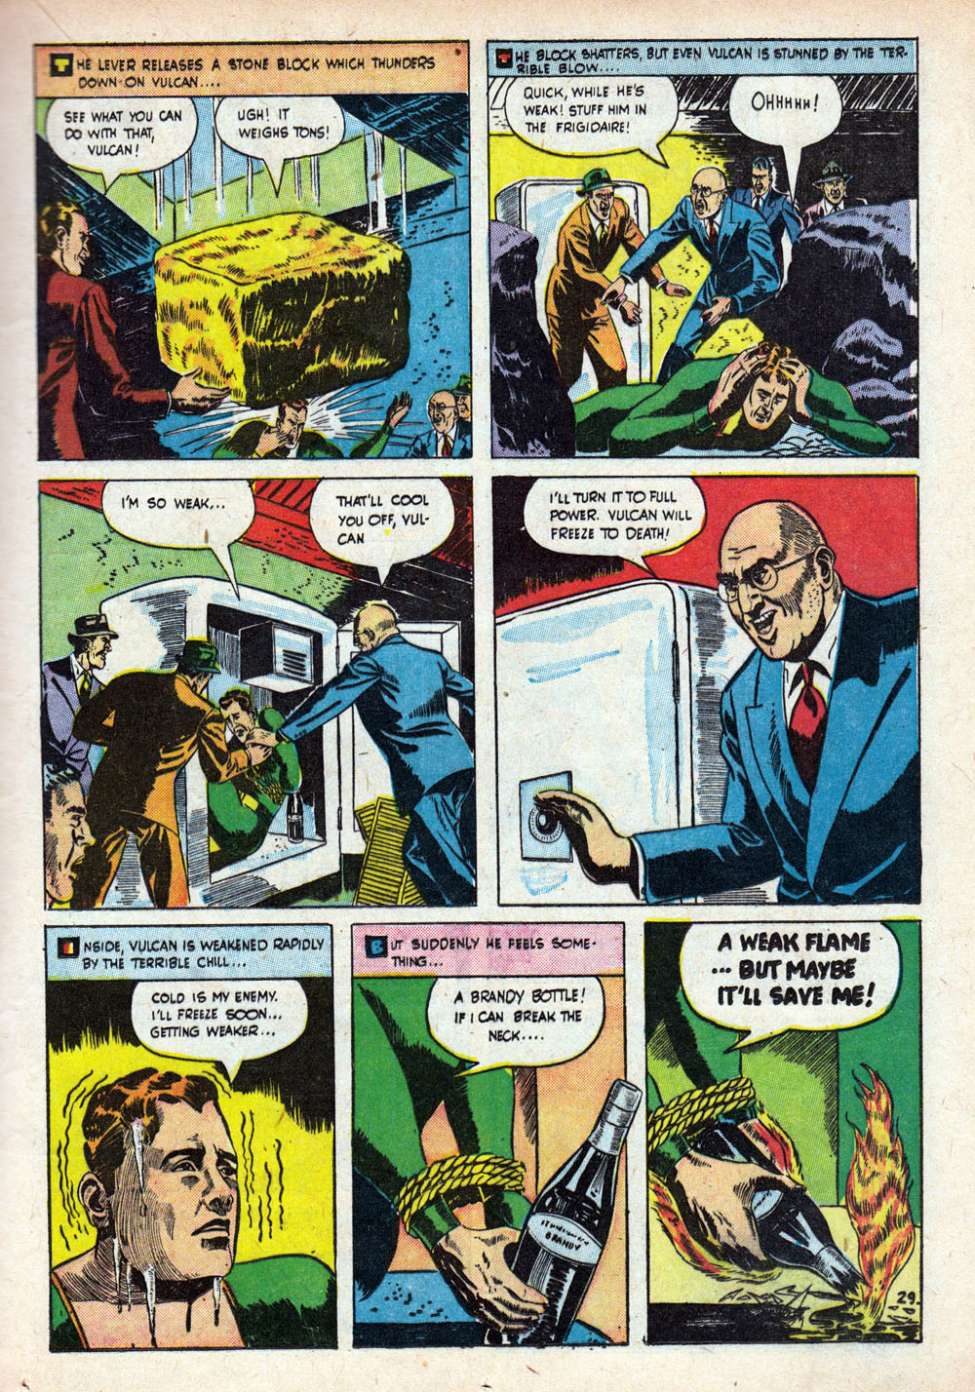 THE LEVER RELEASES A STONE BLOCK WHICH THUNDERS
DOWN-ON VULCAN....
SEE WHAT YOU CAN
DO WITH THAT,
VULCAN!
UGH! IT
WEIGHS TONS!
THE BLOCK SHATTERS, BUT EVEN VULCAN IS STUNNED BY THE TER-
RIBLE BLOW....
QUICK, WHILE HE'S
WEAK! STUFF HIM IN
THE FRIGIDAIRE!
OHHHHH!
I'M SO WEAK...
THAT'LL COOL
YOU OFF, VUL-
CAN
I'LL TURN IT TO FULL
POWER. VULCAN WILL
FREEZE TO DEATH!
INSIDE, VULCAN IS WEAKENED RAPIDLY
BY THE TERRIBLE CHILL...
COLD IS MY ENEMY.
I'LL FREEZE SOON...
GETTING WEAKER...
BUT SUDDENLY HE FEELS SOME-
THING...
A BRANDY BOTTLE!
IF I CAN BREAK THE
NECK....
BRANDY
A WEAK FLAME
... BUT MAYBE
IT'LL SAVE ME!
29